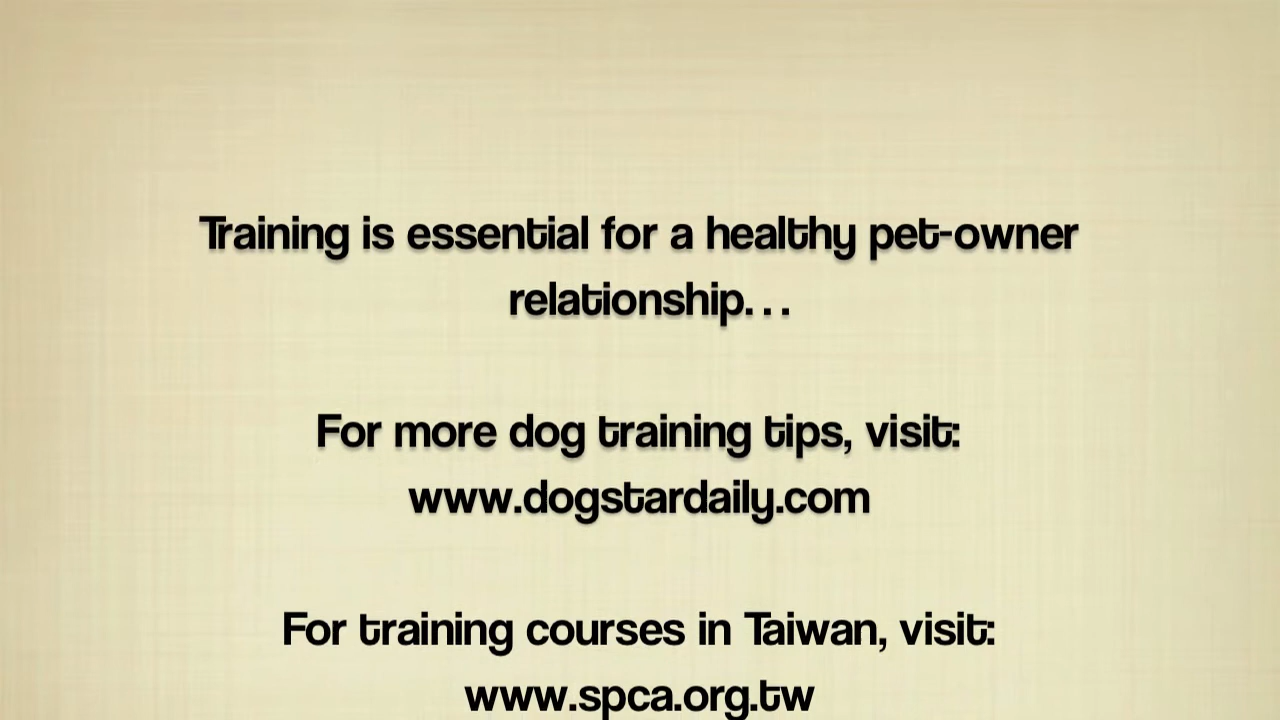 Training is essential for a healthy pet-owner
relationship...
For more dog training tips, visit:
www.dogstardaily.com
For training courses in Taiwan, visit:
www.spca.org.tw